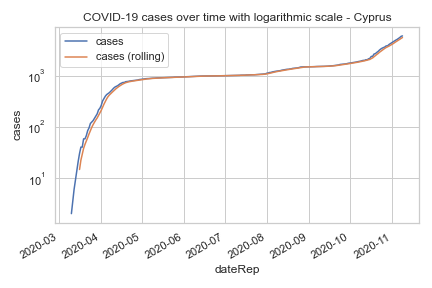 COVID-19 cases over time with logarithmic scale - Cyprus
cases
cases (rolling)
10³
10²
10¹
cases
2020-03
2020-04
2020-05
2020-06
2020-07
2020-08
2020-09
2020-10
2020-11
dateRep